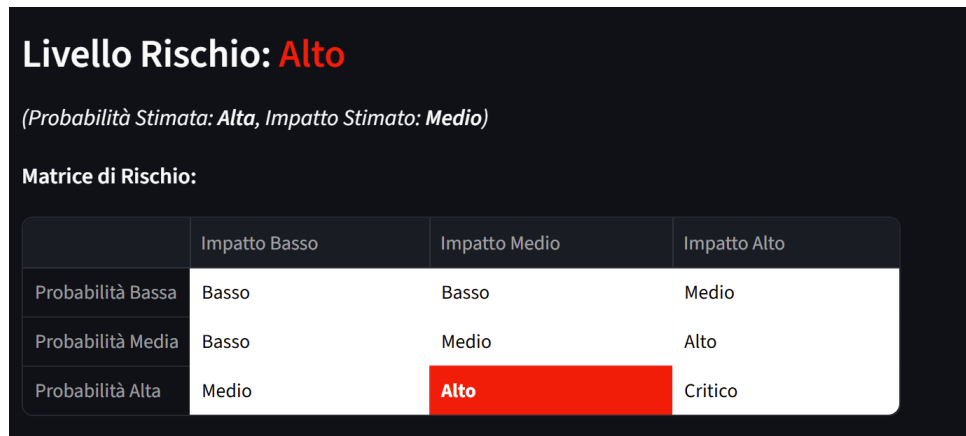 Livello Rischio: Alto
(Probabilità Stimata: Alta, Impatto Stimato: Medio)
Matrice di Rischio:
Impatto Basso Impatto Medio Impatto Alto
Probabilità Bassa Basso Basso Medio
Probabilità Media Basso Medio Alto
Probabilità Alta Medio Alto Critico